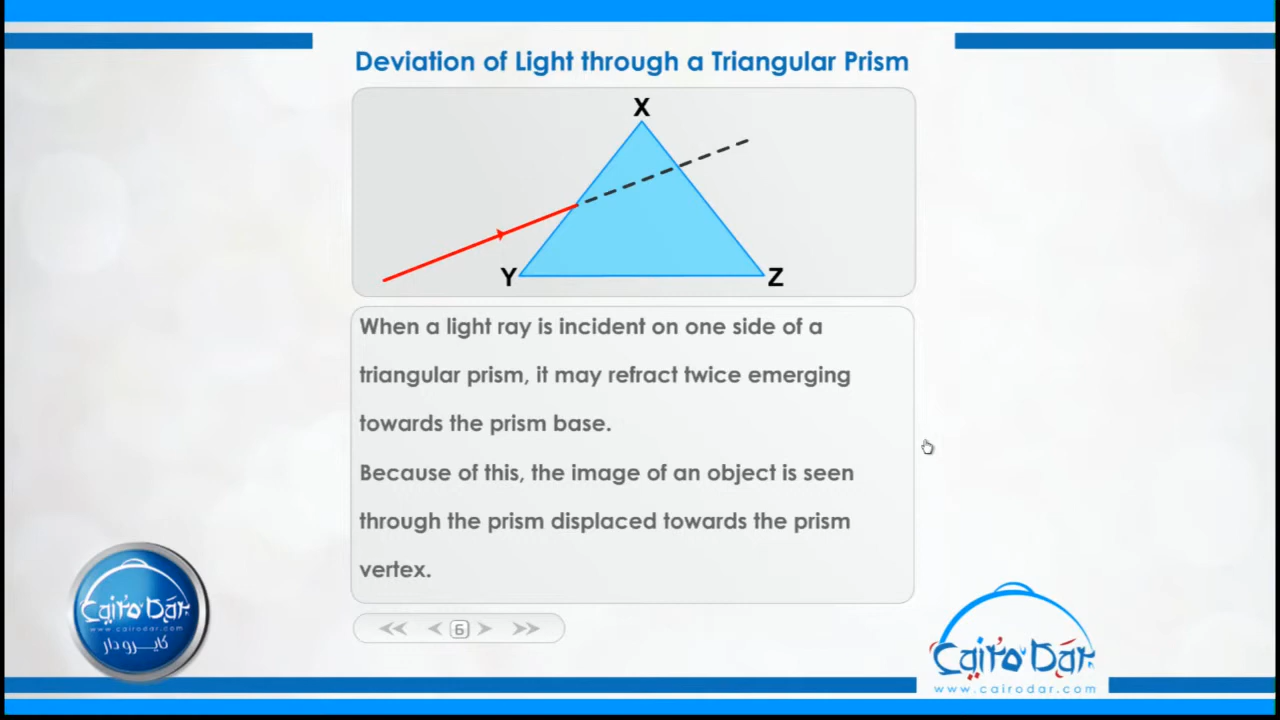 Deviation of Light through a Triangular Prism
X
Y
Z
When a light ray is incident on one side of a
triangular prism, it may refract twice emerging
towards the prism base.
Because of this, the image of an object is seen
through the prism displaced towards the prism
vertex.
6
Cairo Dar
www.cairodar.com
كايرو دار
Cairo Dar
www.cairodar.com